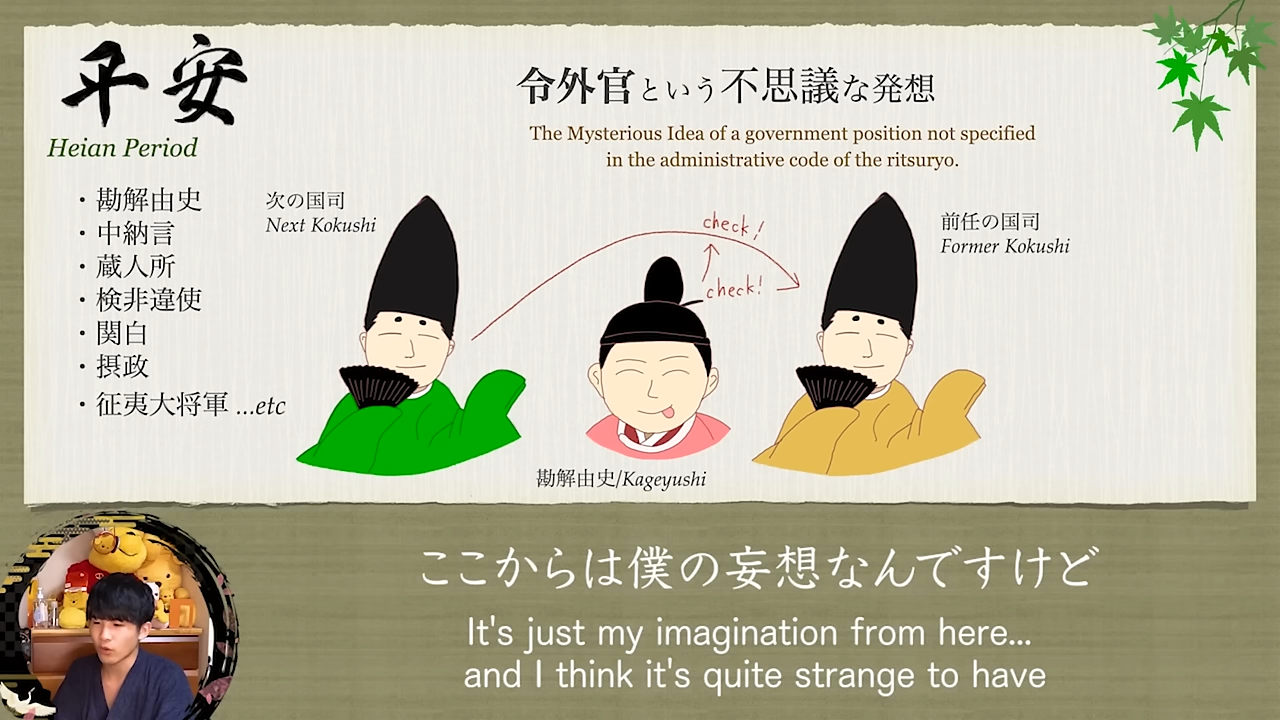 平安
Heian Period
令外官という不思議な発想
The Mysterious Idea of a government position not specified
in the administrative code of the ritsuryo.
・勘解由史
・中納言
・蔵人所
・検非違使
・関白
・摂政
・征夷大将軍 ...etc
次の国司
Next Kokushi
check!
check!
前任の国司
Former Kokushi
勘解由史/Kageyushi
ここからは僕の妄想なんですけど
It's just my imagination from here...
and I think it's quite strange to have